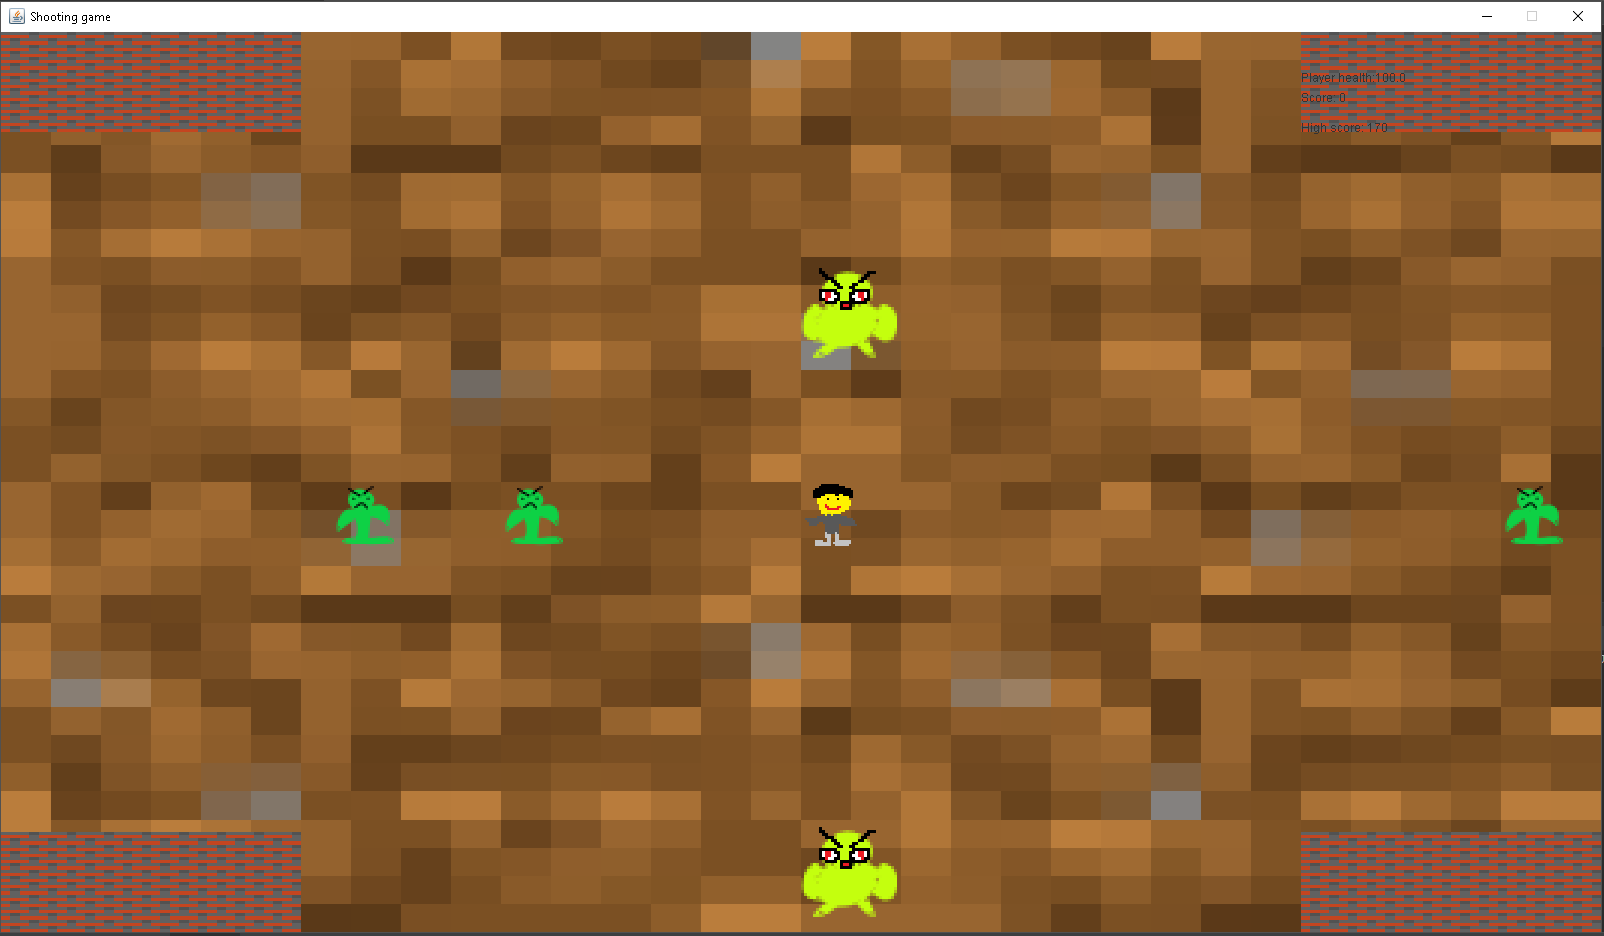 Shooting game
Player health:100.0
Score: 0
High score: 170